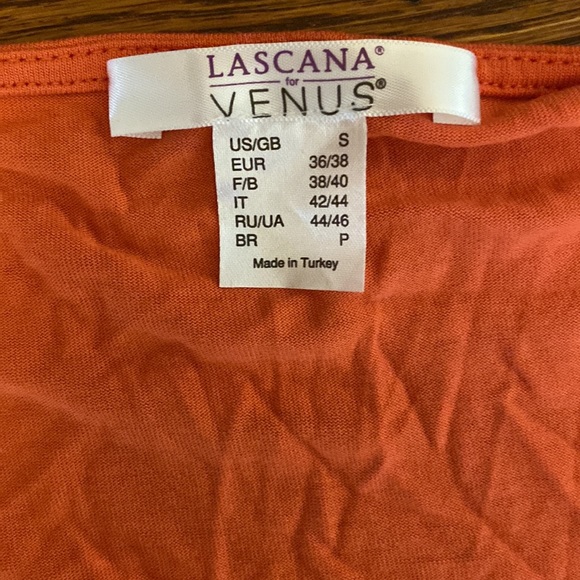 LASCANA®
for
VENUS®
US/GB S
EUR 36/38
F/B 38/40
IT 42/44
RU/UA 44/46
BR P
Made in Turkey